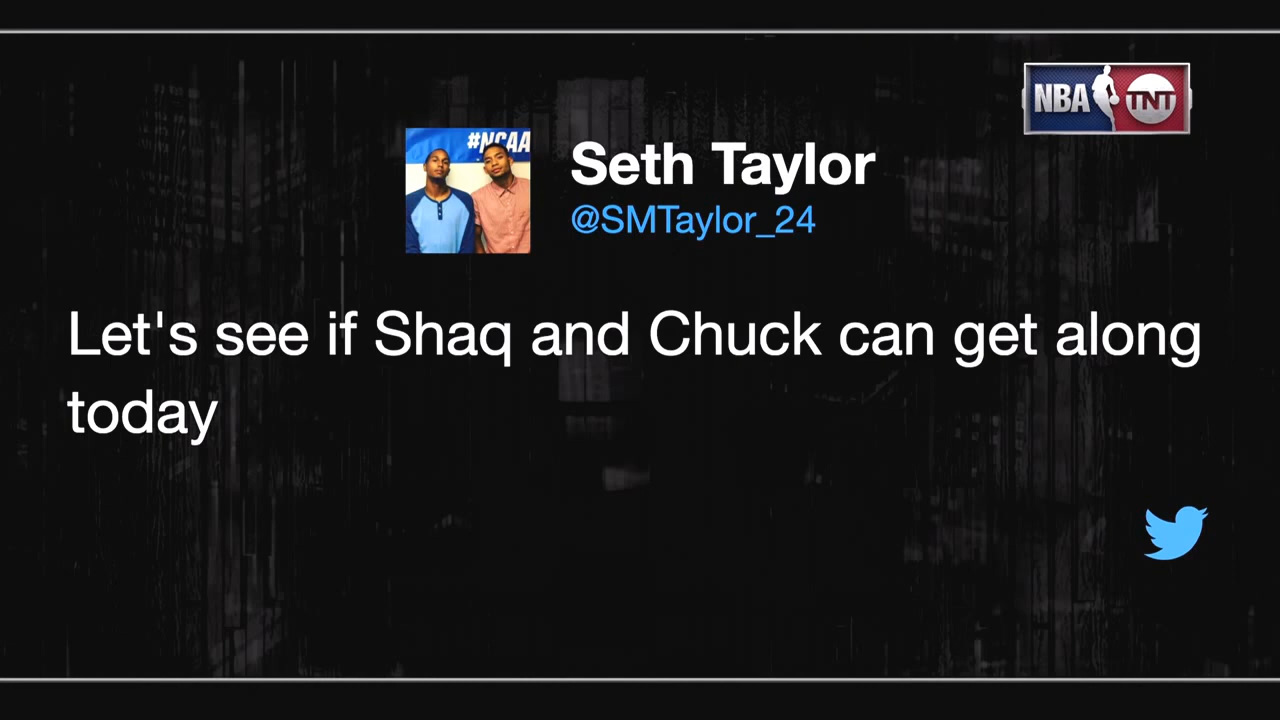 NBA TNT
#NCAA
Seth Taylor
@SMTaylor_24
Let's see if Shaq and Chuck can get along
today